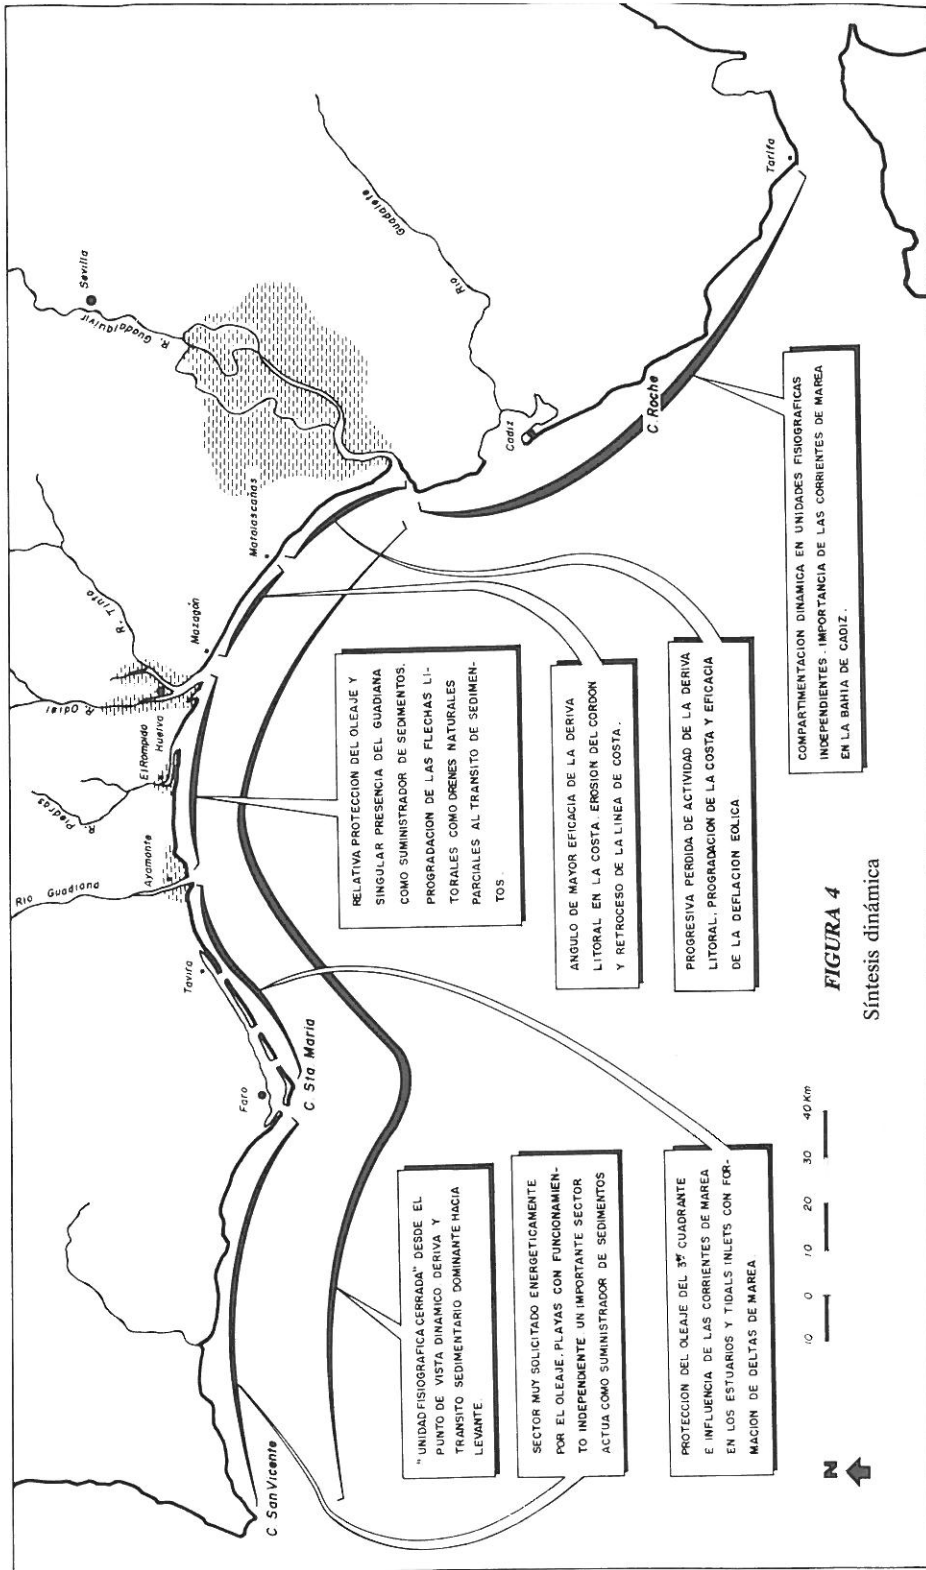 Sevilla
R. Guadalquivir
Río Guadalete
Tarifa
Cadiz
C. Roche
Matalascañas
Mazagón
R. Tinto
R. Odiel
Huelva
El Rompido
R. Piedras
Ayamonte
Rio Guadiana
Tavira
Faro
C. Sta Maria
C. San Vicente
"UNIDAD FISIOGRAFICA CERRADA" DESDE EL
PUNTO DE VISTA DINAMICO. DERIVA Y
TRANSITO SEDIMENTARIO DOMINANTE HACIA
LEVANTE.
SECTOR MUY SOLICITADO ENERGETICAMENTE
POR EL OLEAJE. PLAYAS CON FUNCIONAMIEN-
TO INDEPENDIENTE. UN IMPORTANTE SECTOR
ACTUA COMO SUMINISTRADOR DE SEDIMENTOS
PROTECCION DEL OLEAJE DEL 3er CUADRANTE
E INFLUENCIA DE LAS CORRIENTES DE MAREA
EN LOS ESTUARIOS Y TIDALS INLETS CON FOR-
MACION DE DELTAS DE MAREA.
RELATIVA PROTECCION DEL OLEAJE Y
SINGULAR PRESENCIA DEL GUADIANA
COMO SUMINISTRADOR DE SEDIMENTOS.
PROGRADACION DE LAS FLECHAS LI-
TORALES COMO DRENES NATURALES
PARCIALES AL TRANSITO DE SEDIMEN-
TOS.
ANGULO DE MAYOR EFICACIA DE LA DERIVA
LITORAL EN LA COSTA. EROSION DEL CORDON
Y RETROCESO DE LA LINEA DE COSTA.
PROGRESIVA PERDIDA DE ACTIVIDAD DE LA DERIVA
LITORAL. PROGRADACION DE LA COSTA Y EFICACIA
DE LA DEFLACION EOLICA
COMPARTIMENTACION DINAMICA EN UNIDADES FISIOGRAFICAS
INDEPENDIENTES. IMPORTANCIA DE LAS CORRIENTES DE MAREA
EN LA BAHIA DE CADIZ.
N
10 0 10 20 30 40 Km
FIGURA 4
Síntesis dinámica